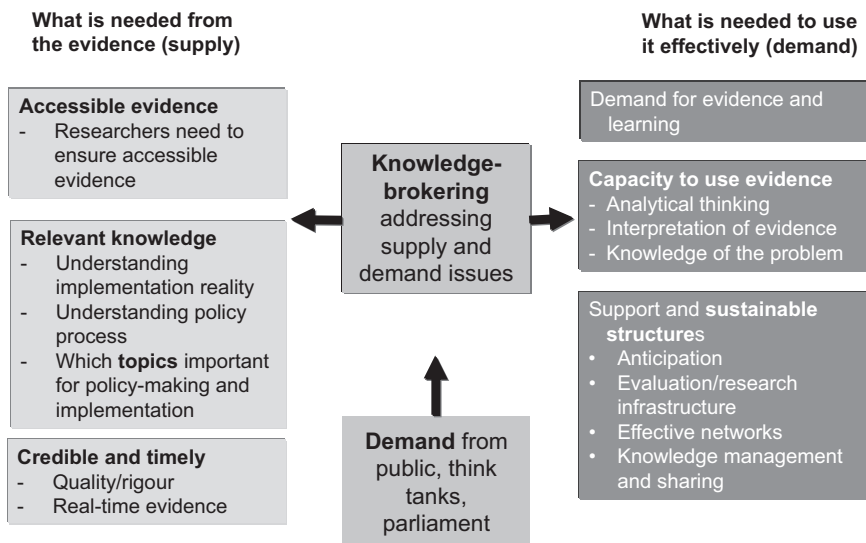 What is needed from
the evidence (supply)
Accessible evidence
- Researchers need to
ensure accessible
evidence
Relevant knowledge
- Understanding
implementation reality
- Understanding policy
process
- Which topics important
for policy-making and
implementation
Credible and timely
- Quality/rigour
- Real-time evidence
Knowledge-
brokering
addressing
supply and
demand issues
Demand from
public, think
tanks,
parliament
What is needed to use
it effectively (demand)
Demand for evidence and
learning
Capacity to use evidence
- Analytical thinking
- Interpretation of evidence
- Knowledge of the problem
Support and sustainable
structures
• Anticipation
• Evaluation/research
infrastructure
• Effective networks
• Knowledge management
and sharing